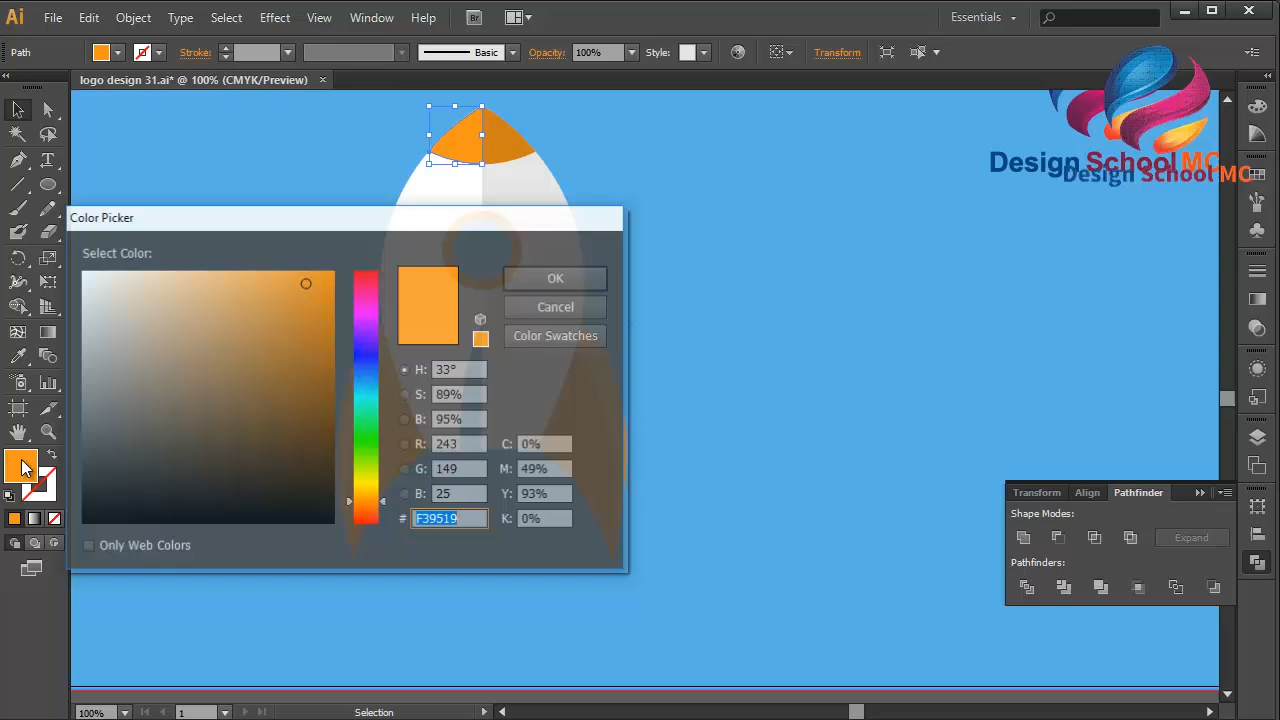 Ai File Edit Object Type Select Effect View Window Help Br Essentials
Path Stroke: Basic Opacity: 100% Style: Transform
logo design 31.ai* @ 100% (CMYK/Preview)
Design School MC
Design School MC
Color Picker
Select Color:
OK
Cancel
Color Swatches
H: 33°
S: 89%
B: 95%
R: 243 C: 0%
G: 149 M: 49%
B: 25 Y: 93%
# F39519 K: 0%
Only Web Colors
Transform Align Pathfinder
Shape Modes:
Expand
Pathfinders:
100% 1 Selection